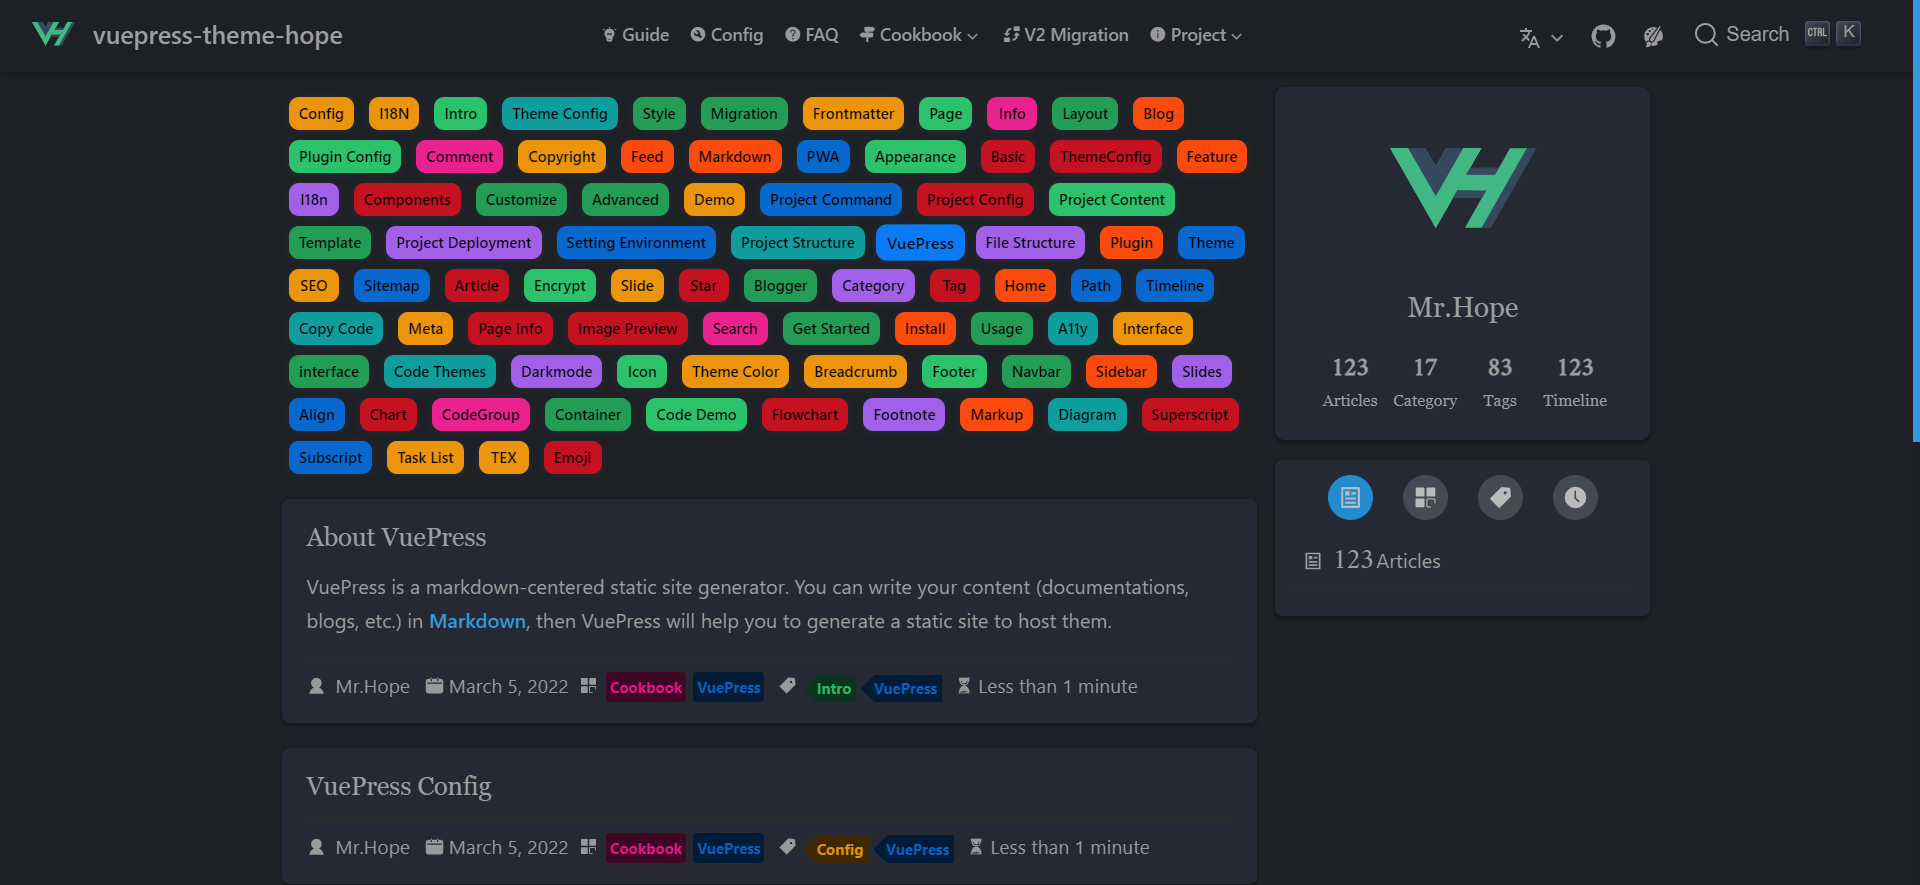 vuepress-theme-hope Guide Config FAQ Cookbook V2 Migration Project Search CTRL K
Config I18N Intro Theme Config Style Migration Frontmatter Page Info Layout Blog
Plugin Config Comment Copyright Feed Markdown PWA Appearance Basic ThemeConfig Feature
I18n Components Customize Advanced Demo Project Command Project Config Project Content
Template Project Deployment Setting Environment Project Structure VuePress File Structure Plugin Theme
SEO Sitemap Article Encrypt Slide Star Blogger Category Tag Home Path Timeline
Copy Code Meta Page Info Image Preview Search Get Started Install Usage A11y Interface
interface Code Themes Darkmode Icon Theme Color Breadcrumb Footer Navbar Sidebar Slides
Align Chart CodeGroup Container Code Demo Flowchart Footnote Markup Diagram Superscript
Subscript Task List TEX Emoji
About VuePress
VuePress is a markdown-centered static site generator. You can write your content (documentations,
blogs, etc.) in Markdown, then VuePress will help you to generate a static site to host them.
Mr.Hope March 5, 2022 Cookbook VuePress Intro VuePress Less than 1 minute
VuePress Config
Mr.Hope March 5, 2022 Cookbook VuePress Config VuePress Less than 1 minute
Mr.Hope
123 17 83 123
Articles Category Tags Timeline
123 Articles